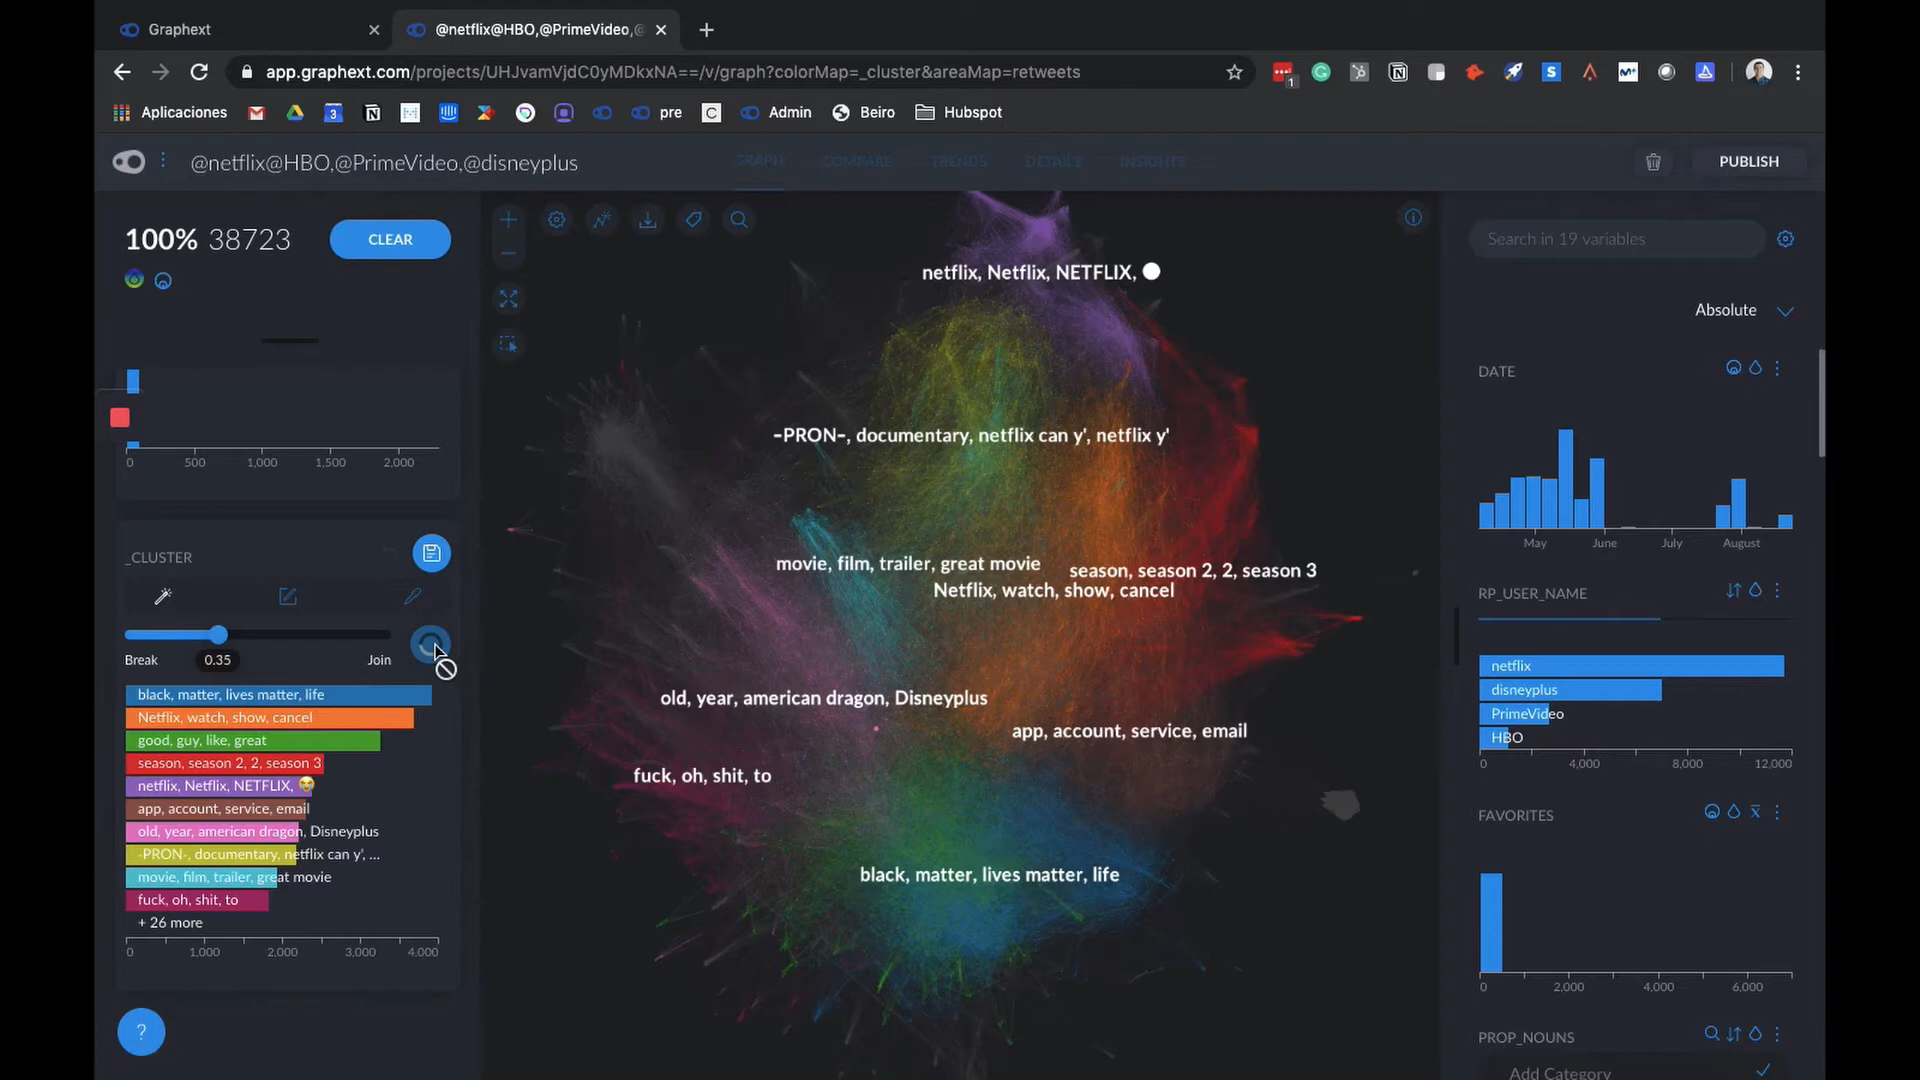 Graphext
@netflix@HBO,@PrimeVideo,@
app.graphext.com/projects/UHJvamVjdC0yMDkxNA==/v/graph?colorMap=_cluster&areaMap=retweets
1
Aplicaciones
3
pre
C
Admin
Beiro
Hubspot
@netflix@HBO,@PrimeVideo,@disneyplus
GRAPH COMPARE TRENDS DETAILS INSIGHTS
PUBLISH
100% 38723
CLEAR
0 500 1,000 1,500 2,000
_CLUSTER
Break 0.35 Join
black, matter, lives matter, life
Netflix, watch, show, cancel
good, guy, like, great
season, season 2, 2, season 3
netflix, Netflix, NETFLIX, 😭
app, account, service, email
old, year, american dragon, Disneyplus
-PRON-, documentary, netflix can y', ...
movie, film, trailer, great movie
fuck, oh, shit, to
+ 26 more
0 1,000 2,000 3,000 4,000
?
netflix, Netflix, NETFLIX,
-PRON-, documentary, netflix can y', netflix y'
movie, film, trailer, great movie
season, season 2, 2, season 3
Netflix, watch, show, cancel
old, year, american dragon, Disneyplus
app, account, service, email
fuck, oh, shit, to
black, matter, lives matter, life
Search in 19 variables
Absolute
DATE
May June July August
RP_USER_NAME
netflix
disneyplus
PrimeVideo
HBO
0 4,000 8,000 12,000
FAVORITES
0 2,000 4,000 6,000
PROP_NOUNS
Add Category